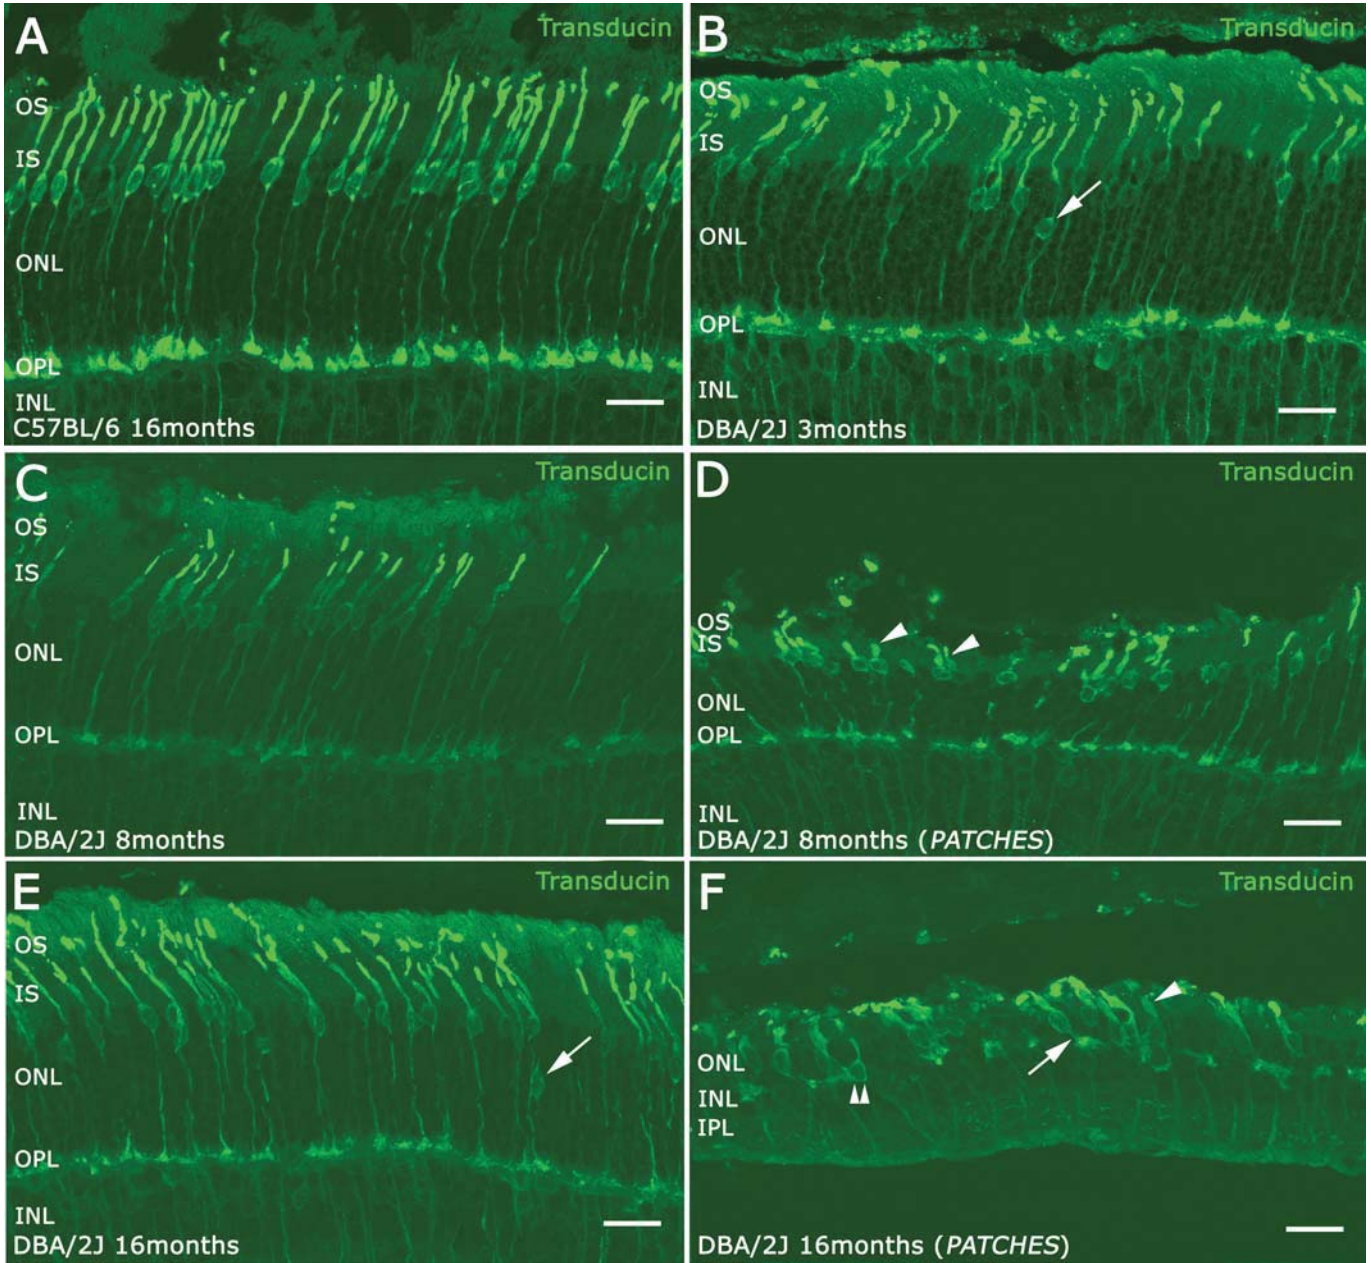 A
Transducin
OS
IS
ONL
OPL
INL
C57BL/6 16months
B
Transducin
OS
IS
ONL
OPL
INL
DBA/2J 3months
C
Transducin
OS
IS
ONL
OPL
INL
DBA/2J 8months
D
Transducin
OS
IS
ONL
OPL
INL
DBA/2J 8months (PATCHES)
E
Transducin
OS
IS
ONL
OPL
INL
DBA/2J 16months
F
Transducin
ONL
INL
IPL
DBA/2J 16months (PATCHES)